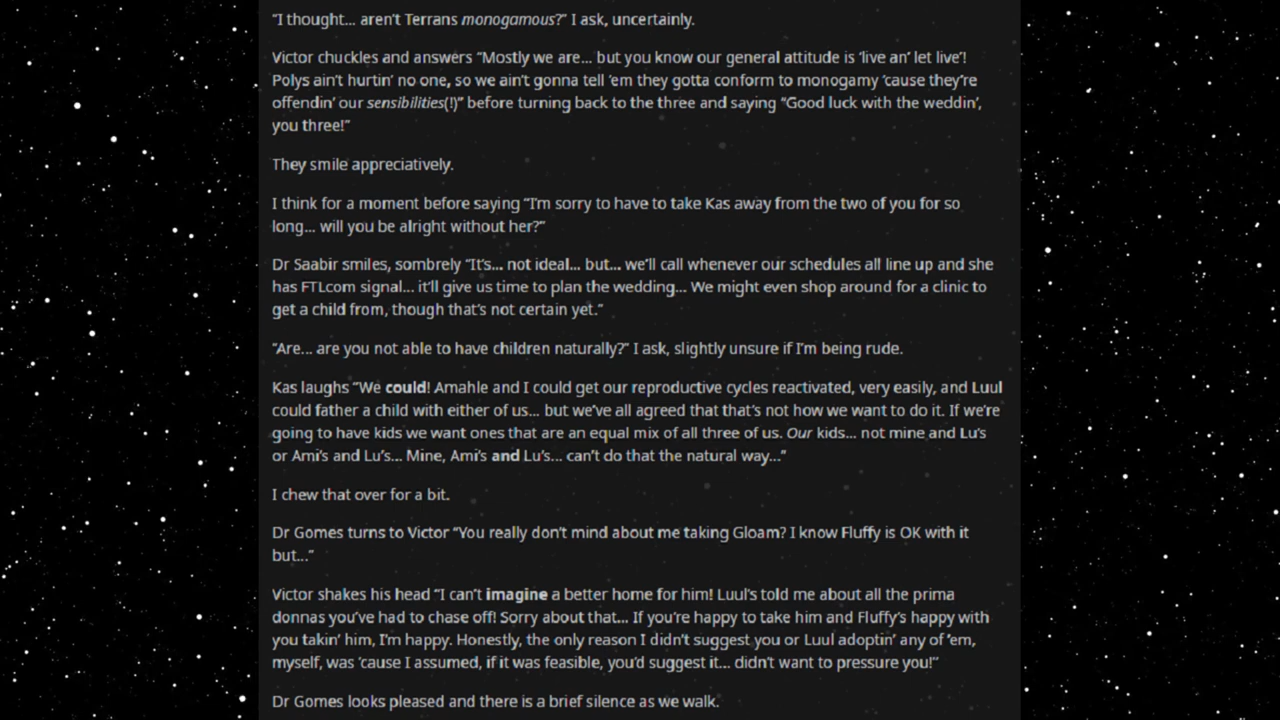 “I thought... aren’t Terrans monogamous?” I ask, uncertainly.
Victor chuckles and answers “Mostly we are... but you know our general attitude is ‘live an’ let live’!
Polys ain’t hurtin’ no one, so we ain’t gonna tell ’em they gotta conform to monogamy ’cause they’re
offendin’ our sensibilities(!)” before turning back to the three and saying “Good luck with the weddin’,
you three!”
They smile appreciatively.
I think for a moment before saying “I’m sorry to have to take Kas away from the two of you for so
long... will you be alright without her?”
Dr Saabir smiles, sombrely “It’s... not ideal... but... we’ll call whenever our schedules all line up and she
has FTLcom signal... it’ll give us time to plan the wedding... We might even shop around for a clinic to
get a child from, though that’s not certain yet.”
“Are... are you not able to have children naturally?” I ask, slightly unsure if I’m being rude.
Kas laughs “We could! Amahle and I could get our reproductive cycles reactivated, very easily, and Luul
could father a child with either of us... but we’ve all agreed that that’s not how we want to do it. If we’re
going to have kids we want ones that are an equal mix of all three of us. Our kids... not mine and Lu’s
or Ami’s and Lu’s... Mine, Ami’s and Lu’s... can’t do that the natural way...”
I chew that over for a bit.
Dr Gomes turns to Victor “You really don’t mind about me taking Gloam? I know Fluffy is OK with it
but...”
Victor shakes his head “I can’t imagine a better home for him! Luul’s told me about all the prima
donnas you’ve had to chase off! Sorry about that... If you’re happy to take him and Fluffy’s happy with
you takin’ him, I’m happy. Honestly, the only reason I didn’t suggest you or Luul adoptin’ any of ’em,
myself, was ’cause I assumed, if it was feasible, you’d suggest it... didn’t want to pressure you!”
Dr Gomes looks pleased and there is a brief silence as we walk.